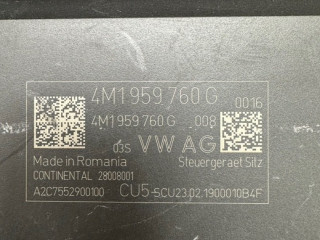 4M1 959 760 G 0016
4M1 959 760 G 008
03S VW AG
Made in Romania Steuergeraet Sitz
CONTINENTAL 28008001
A2C7552900100 CU5-SCU23.02.1900010B4F